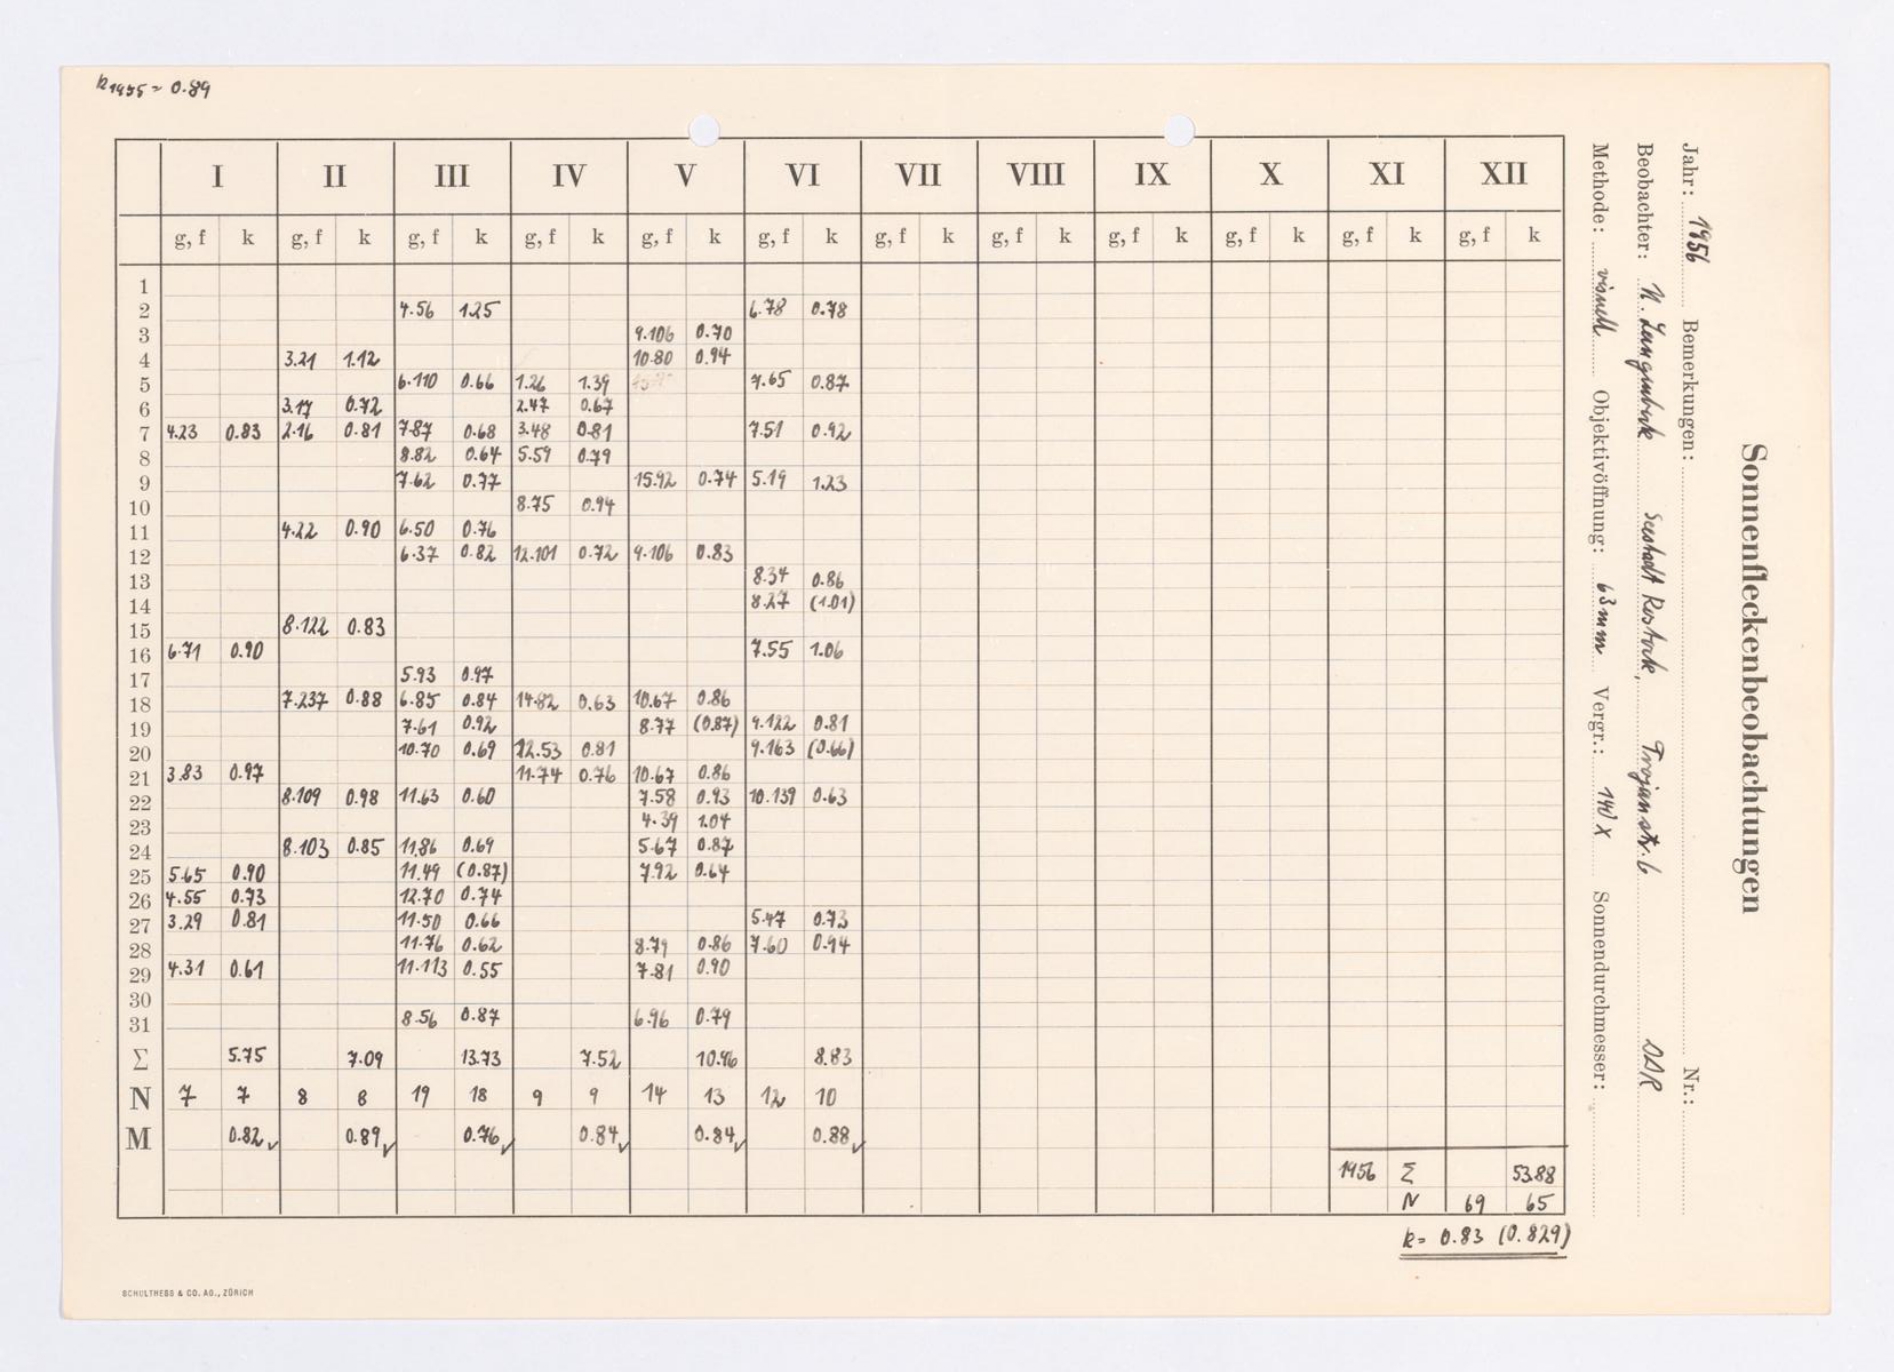 k1955 = 0.89
I II III IV V VI VII VIII IX X XI XII
g, f k g, f k g, f k g, f k g, f k g, f k g, f k g, f k g, f k g, f k g, f k g, f k
1
2 4.56 1.25 6.78 0.78
3 9.106 0.70
4 3.21 1.12 10.80 0.94
5 6.110 0.66 1.26 1.39 7.65 0.87
6 3.17 0.72 2.47 0.67
7 4.23 0.83 2.16 0.81 7.87 0.68 3.48 0.81 7.51 0.92
8 8.82 0.64 5.59 0.79
9 7.62 0.77 15.92 0.74 5.19 1.23
10 8.75 0.94
11 4.22 0.90 6.50 0.76
12 6.37 0.82 12.101 0.72 9.106 0.83
13 8.34 0.86
14 8.27 (1.01)
15 8.122 0.83
16 6.71 0.90 7.55 1.06
17 5.93 0.97
18 7.237 0.88 6.85 0.84 14.82 0.63 10.67 0.86
19 7.61 0.92 8.77 (0.87) 9.122 0.81
20 10.70 0.69 12.53 0.81 9.163 (0.66)
21 3.83 0.97 11.74 0.76 10.67 0.86
22 8.109 0.98 11.63 0.60 7.58 0.93 10.139 0.63
23 4.39 1.04
24 8.103 0.85 11.86 0.69 5.67 0.87
25 5.65 0.90 11.49 (0.87) 7.92 0.64
26 4.55 0.73 12.70 0.74
27 3.29 0.81 11.50 0.66 5.47 0.73
28 11.76 0.62 8.79 0.86 7.60 0.94
29 4.31 0.61 11.113 0.55 7.81 0.90
30
31 8.56 0.87 6.96 0.79
Σ 5.75 7.09 13.73 7.52 10.96 8.83
N 7 7 8 8 19 18 9 9 14 13 12 10
M 0.82 0.89 0.76 0.84 0.84 0.88
1956 Σ 53.88
N 69 65
k = 0.83 (0.829)
SCHULTHESS & CO. AG., ZÜRICH
Sonnenfleckenbeobachtungen
Jahr: 1956 Bemerkungen: Nr.:
Beobachter: Seestadt Rostock, Trojanstr. 6 DDR
Methode: visuell Objektivöffnung: 63mm Vergr.: 140 X Sonnendurchmesser: